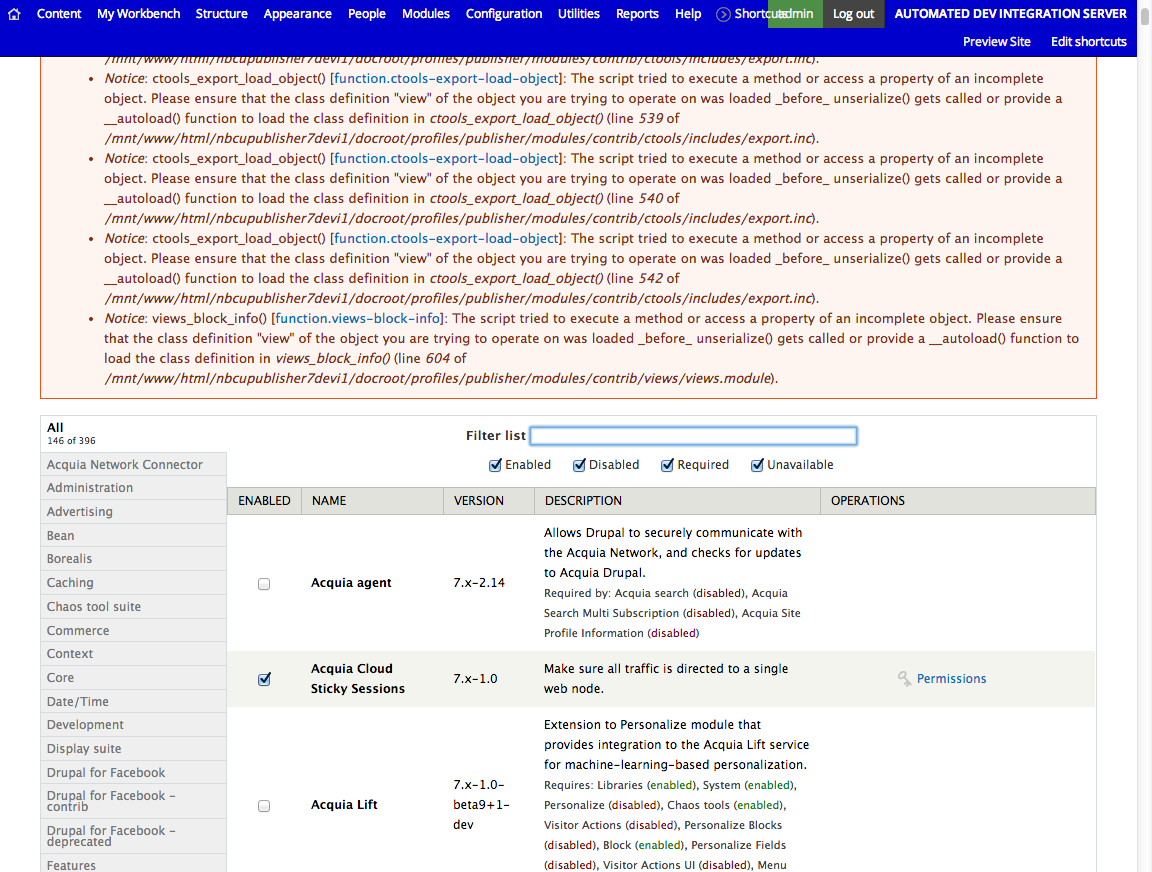 Content My Workbench Structure Appearance People Modules Configuration Utilities Reports Help Shortcuts admin Log out AUTOMATED DEV INTEGRATION SERVER
Preview Site Edit shortcuts
/mnt/www/html/nbcupublisher7devi1/docroot/profiles/publisher/modules/contrib/ctools/includes/export.inc).
• Notice: ctools_export_load_object() [function.ctools-export-load-object]: The script tried to execute a method or access a property of an incomplete
object. Please ensure that the class definition "view" of the object you are trying to operate on was loaded _before_ unserialize() gets called or provide a
__autoload() function to load the class definition in ctools_export_load_object() (line 539 of
/mnt/www/html/nbcupublisher7devi1/docroot/profiles/publisher/modules/contrib/ctools/includes/export.inc).
• Notice: ctools_export_load_object() [function.ctools-export-load-object]: The script tried to execute a method or access a property of an incomplete
object. Please ensure that the class definition "view" of the object you are trying to operate on was loaded _before_ unserialize() gets called or provide a
__autoload() function to load the class definition in ctools_export_load_object() (line 540 of
/mnt/www/html/nbcupublisher7devi1/docroot/profiles/publisher/modules/contrib/ctools/includes/export.inc).
• Notice: ctools_export_load_object() [function.ctools-export-load-object]: The script tried to execute a method or access a property of an incomplete
object. Please ensure that the class definition "view" of the object you are trying to operate on was loaded _before_ unserialize() gets called or provide a
__autoload() function to load the class definition in ctools_export_load_object() (line 542 of
/mnt/www/html/nbcupublisher7devi1/docroot/profiles/publisher/modules/contrib/ctools/includes/export.inc).
• Notice: views_block_info() [function.views-block-info]: The script tried to execute a method or access a property of an incomplete object. Please ensure
that the class definition "view" of the object you are trying to operate on was loaded _before_ unserialize() gets called or provide a __autoload() function to
load the class definition in views_block_info() (line 604 of
/mnt/www/html/nbcupublisher7devi1/docroot/profiles/publisher/modules/contrib/views/views.module).
All
146 of 396
Acquia Network Connector
Administration
Advertising
Bean
Borealis
Caching
Chaos tool suite
Commerce
Context
Core
Date/Time
Development
Display suite
Drupal for Facebook
Drupal for Facebook -
contrib
Drupal for Facebook -
deprecated
Features
Filter list
Enabled Disabled Required Unavailable
ENABLED NAME VERSION DESCRIPTION OPERATIONS
Acquia agent
7.x-2.14
Allows Drupal to securely communicate with
the Acquia Network, and checks for updates
to Acquia Drupal.
Required by: Acquia search (disabled), Acquia
Search Multi Subscription (disabled), Acquia Site
Profile Information (disabled)
Acquia Cloud
Sticky Sessions
7.x-1.0
Make sure all traffic is directed to a single
web node.
Permissions
Acquia Lift
7.x-1.0-
beta9+1-
dev
Extension to Personalize module that
provides integration to the Acquia Lift service
for machine-learning-based personalization.
Requires: Libraries (enabled), System (enabled),
Personalize (disabled), Chaos tools (enabled),
Visitor Actions (disabled), Personalize Blocks
(disabled), Block (enabled), Personalize Fields
(disabled), Visitor Actions UI (disabled), Menu